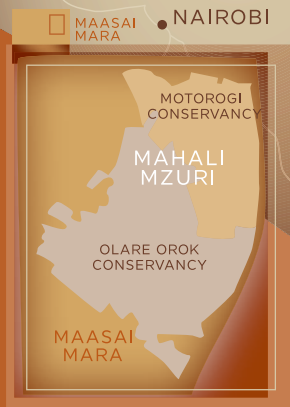 MAASAI
MARA
NAIROBI
MOTOROGI
CONSERVANCY
MAHALI
MZURI
OLARE OROK
CONSERVANCY
MAASAI
MARA